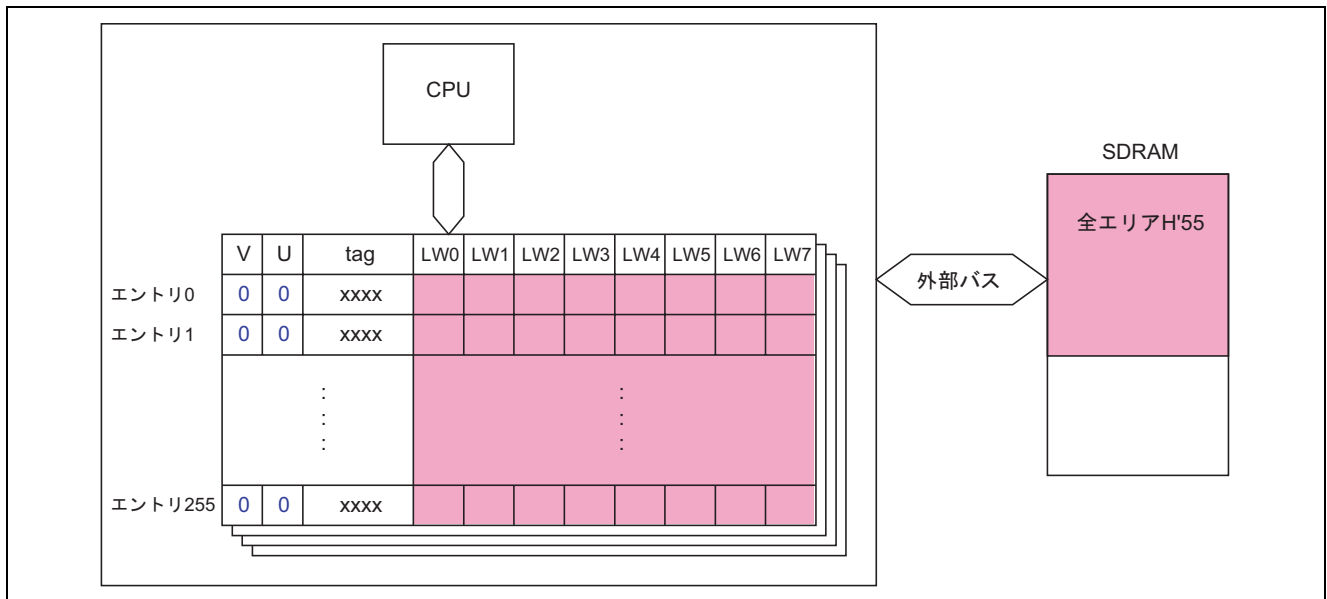 CPU
SDRAM
全エリアH'55
外部バス
V U tag LW0 LW1 LW2 LW3 LW4 LW5 LW6 LW7
エントリ0 0 0 xxxx
エントリ1 0 0 xxxx
エントリ255 0 0 xxxx